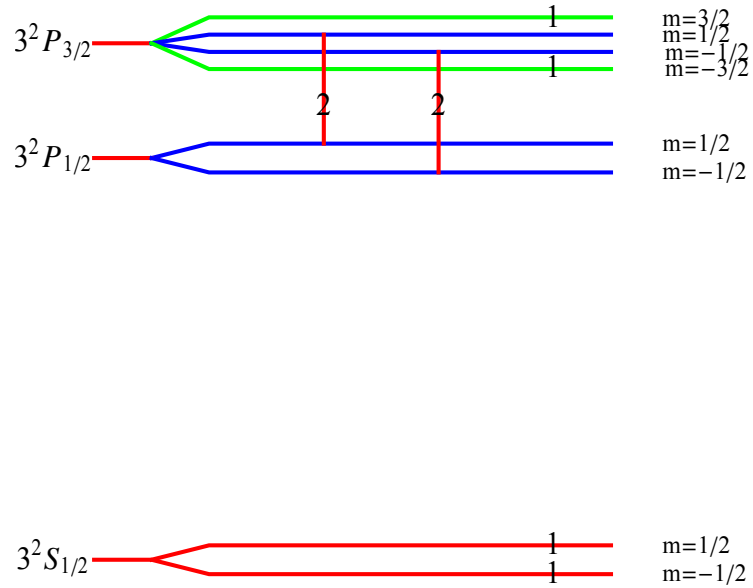 1 m=3/2
3²P₃/₂ m=1/2
m=−1/2
1 m=−3/2
2 2
3²P₁/₂ m=1/2
m=−1/2
3²S₁/₂ 1 m=1/2
1 m=−1/2